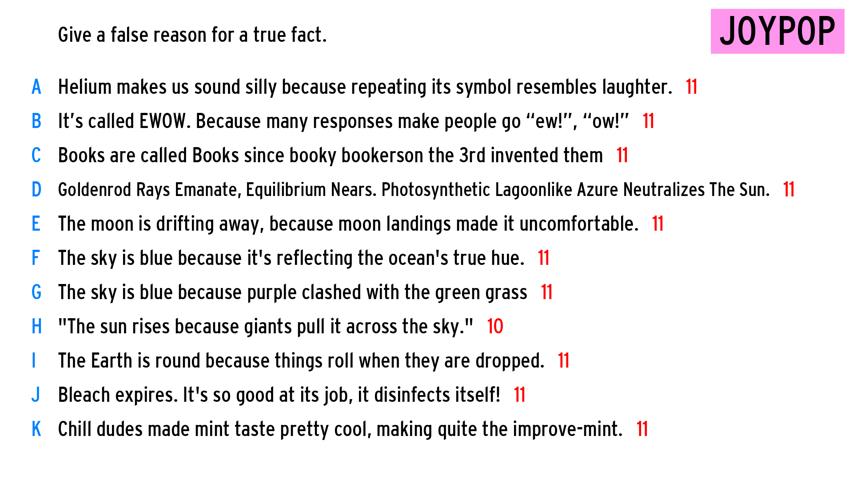 Give a false reason for a true fact.
JOYPOP
A Helium makes us sound silly because repeating its symbol resembles laughter. 11
B It's called EWOW. Because many responses make people go “ew!”, “ow!” 11
C Books are called Books since booky bookerson the 3rd invented them 11
D Goldenrod Rays Emanate, Equilibrium Nears. Photosynthetic Lagoonlike Azure Neutralizes The Sun. 11
E The moon is drifting away, because moon landings made it uncomfortable. 11
F The sky is blue because it's reflecting the ocean's true hue. 11
G The sky is blue because purple clashed with the green grass 11
H "The sun rises because giants pull it across the sky." 10
I The Earth is round because things roll when they are dropped. 11
J Bleach expires. It's so good at its job, it disinfects itself! 11
K Chill dudes made mint taste pretty cool, making quite the improve-mint. 11